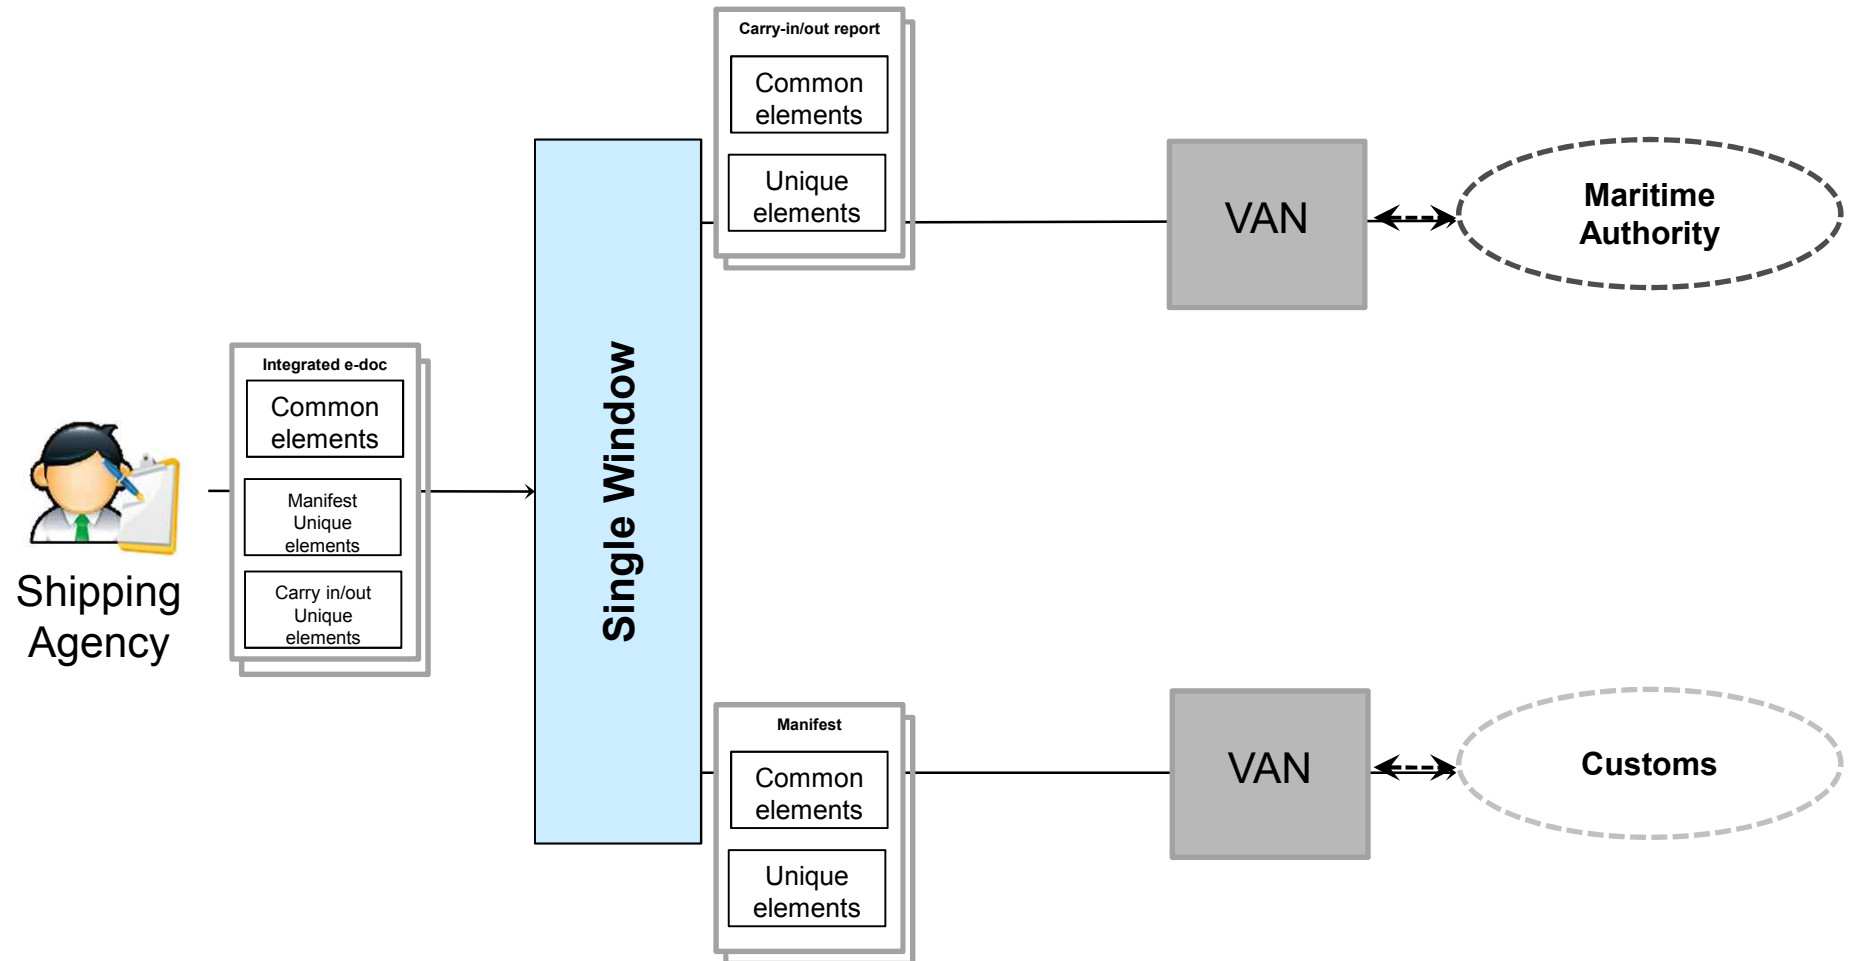 Carry-in/out report
Common
elements
Unique
elements
VAN
Maritime
Authority
Integrated e-doc
Common
elements
Manifest
Unique
elements
Carry in/out
Unique
elements
Shipping
Agency
Single Window
Manifest
Common
elements
Unique
elements
VAN
Customs